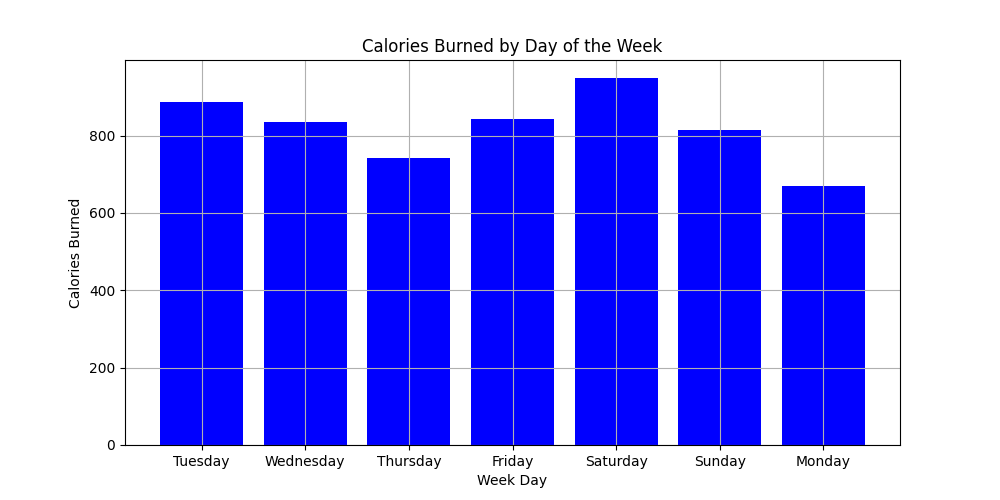 Calories Burned by Day of the Week
Calories Burned
800
600
400
200
0
Tuesday Wednesday Thursday Friday Saturday Sunday Monday
Week Day